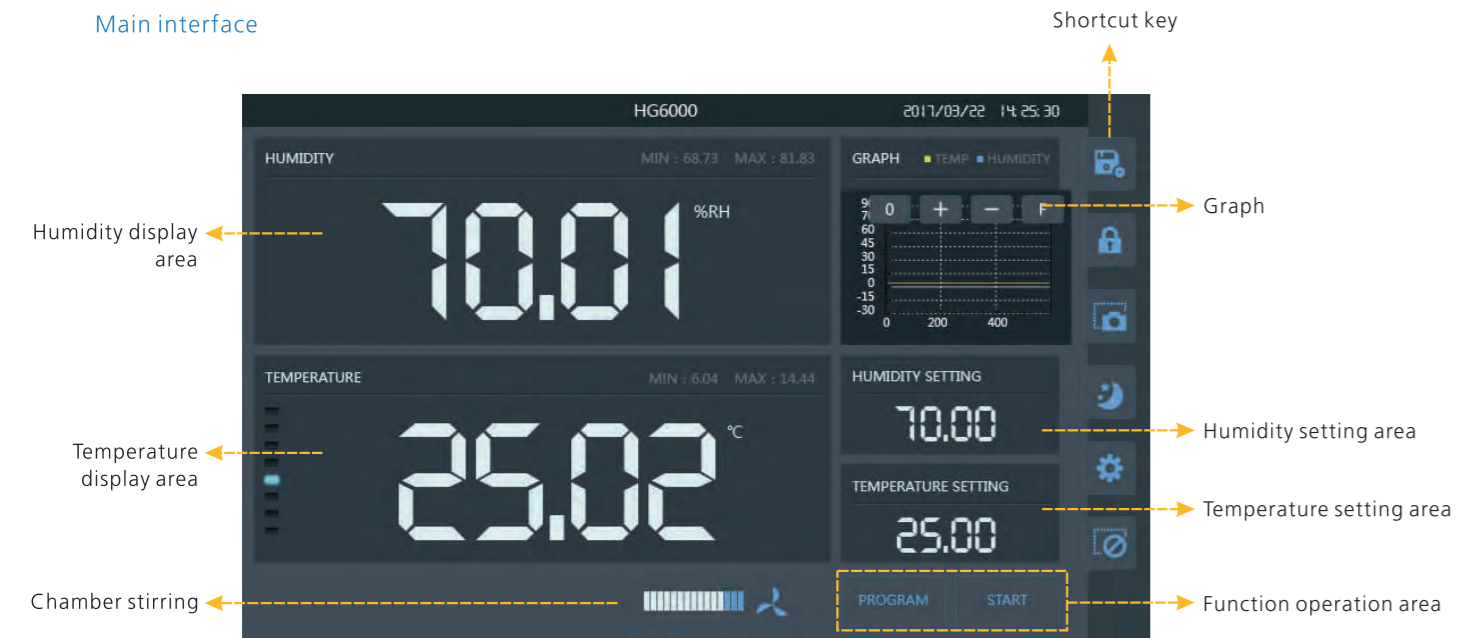 Main interface
Shortcut key
HG6000
2017/03/22 14:25:30
HUMIDITY
MIN : 68.73 MAX : 81.83
70.01
%RH
GRAPH
TEMP
HUMIDITY
0 + − F
60
45
30
15
0
-15
-30
0 200 400
Graph
Humidity display
area
TEMPERATURE
MIN : 6.04 MAX : 14.44
25.02
℃
HUMIDITY SETTING
70.00
Humidity setting area
Temperature
display area
TEMPERATURE SETTING
25.00
Temperature setting area
Chamber stirring
PROGRAM
START
Function operation area